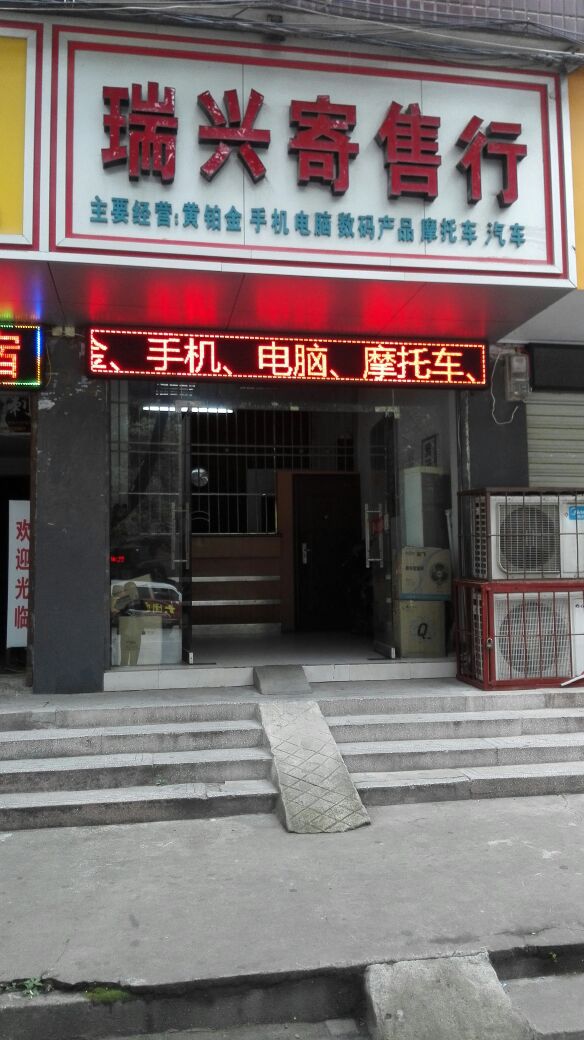 瑞兴寄售行
主要经营:黄铂金 手机电脑数码产品 摩托车 汽车
金、手机、电脑、摩托车、
宿
欢迎光临
Q